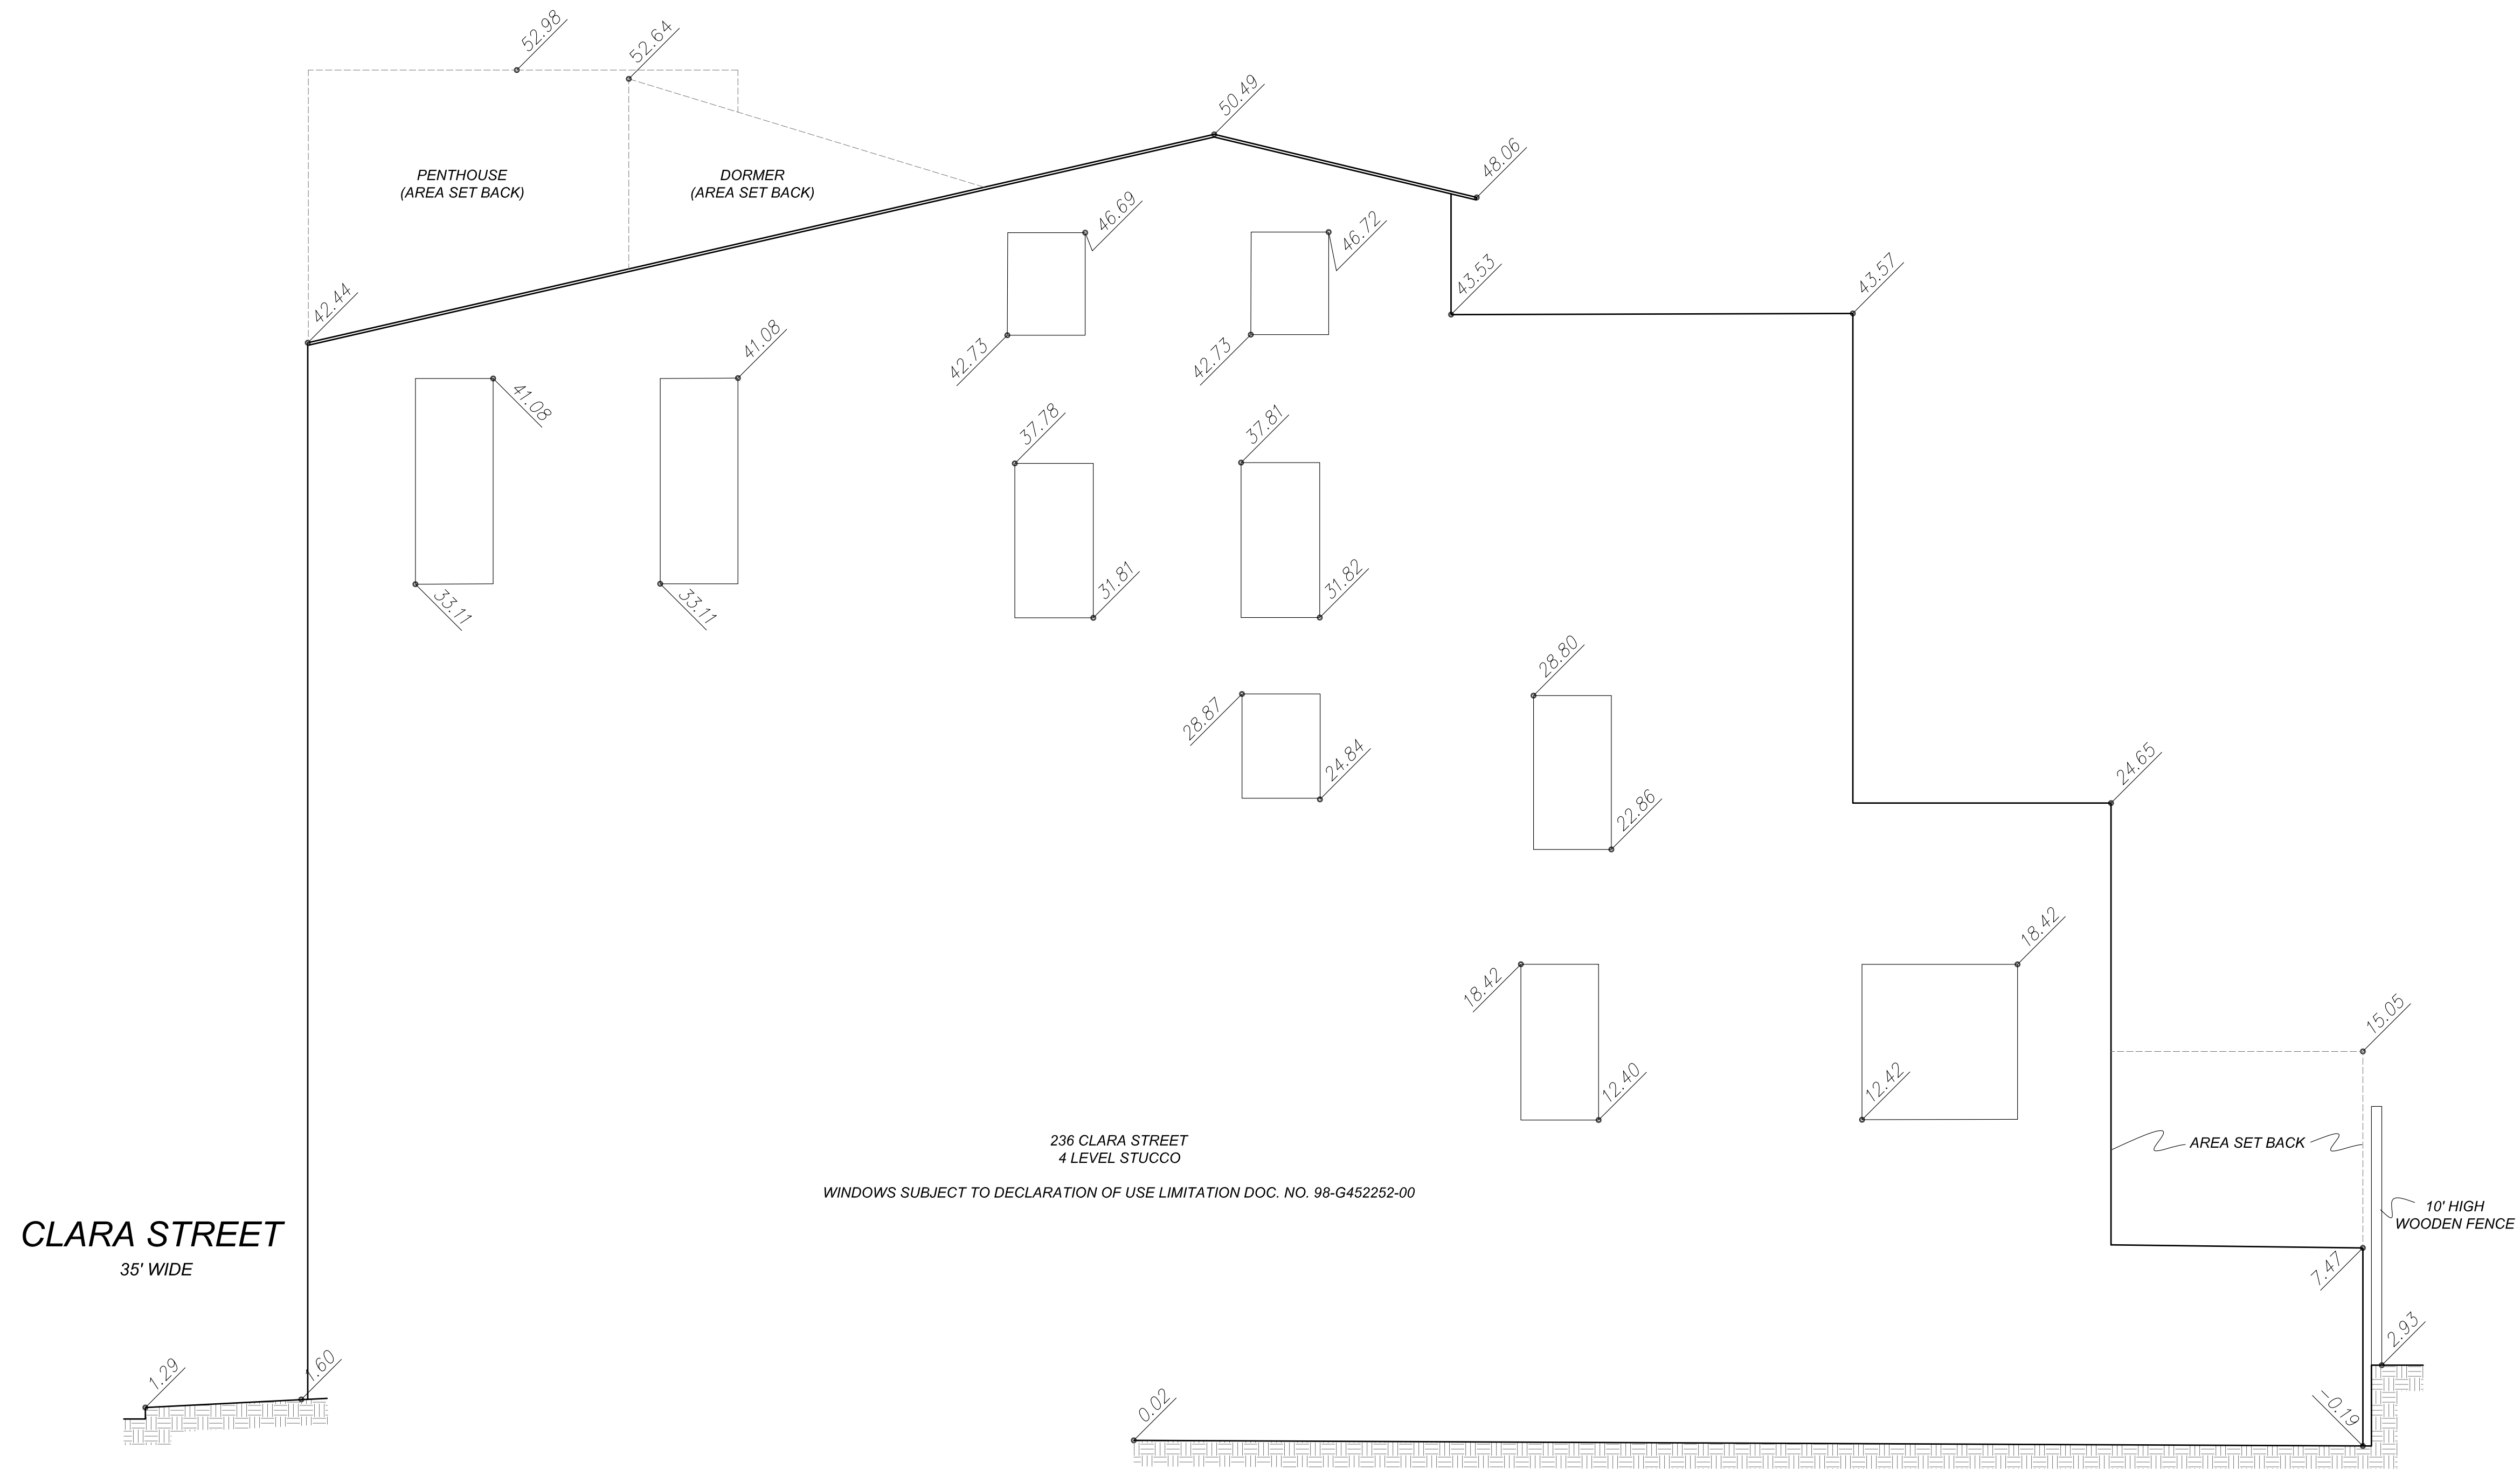 52.98
52.64
50.49
48.06
PENTHOUSE
(AREA SET BACK)
DORMER
(AREA SET BACK)
46.69
46.72
43.53
43.57
42.44
41.08
41.08
42.73
42.73
37.78
37.81
33.11
33.11
31.81
31.82
28.80
28.87
24.84
24.65
22.86
18.42
18.42
15.05
12.40
12.42
236 CLARA STREET
4 LEVEL STUCCO
AREA SET BACK
WINDOWS SUBJECT TO DECLARATION OF USE LIMITATION DOC. NO. 98-G452252-00
10' HIGH
WOODEN FENCE
CLARA STREET
35' WIDE
7.47
2.93
1.29
1.60
0.02
-0.19